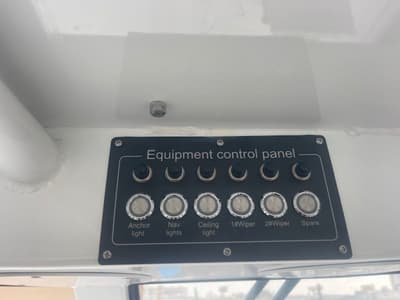 Equipment control panel
Anchor light
Nav lights
Ceiling light
1#Wiper
2#Wiper
Spare